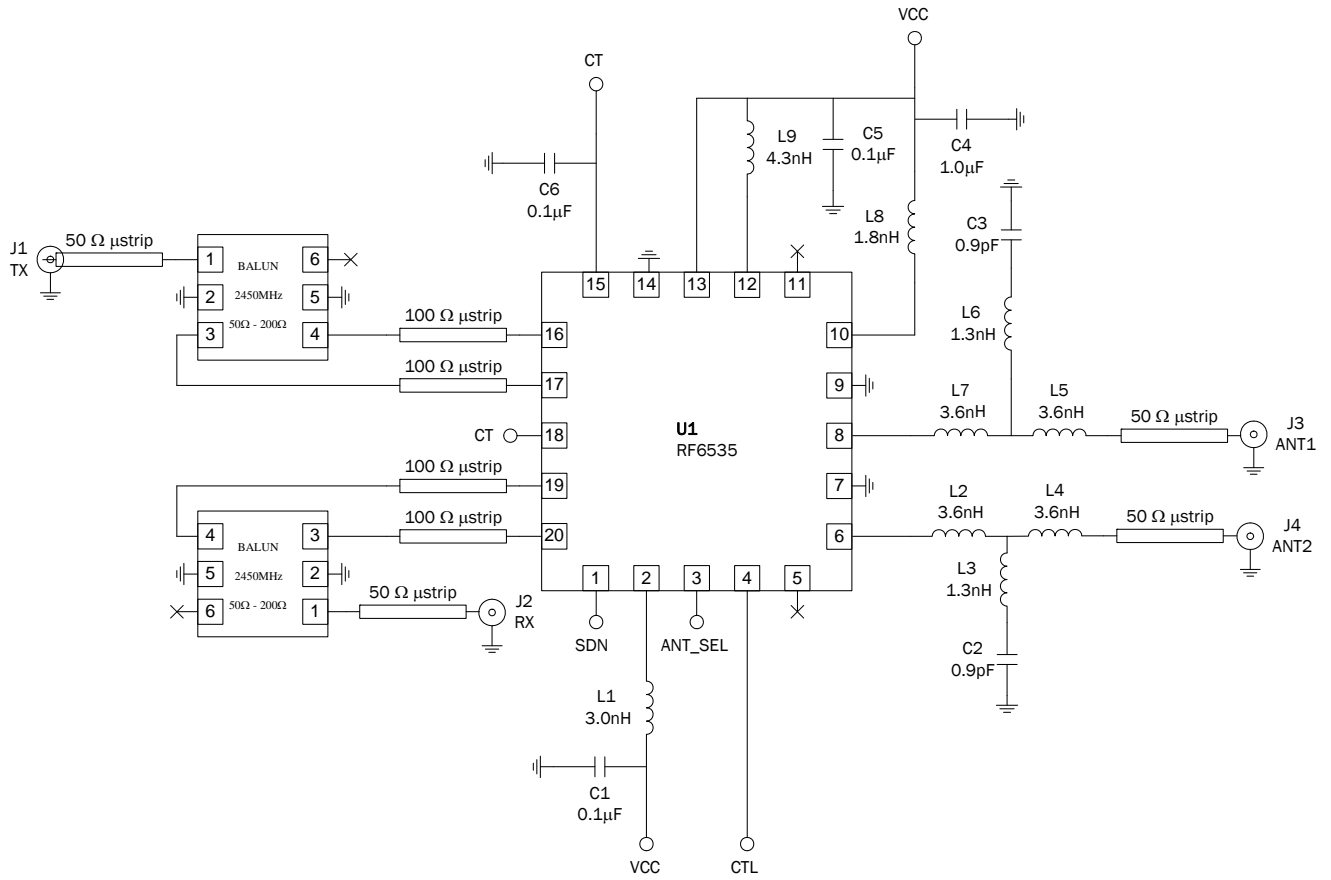 VCC
CT
L9
4.3nH
C5
0.1µF
C4
1.0µF
C6
0.1µF
L8
1.8nH
C3
0.9pF
J1
TX
50 Ω µstrip
1
BALUN
6
2
2450MHz
5
3
50Ω - 200Ω
4
15
14
13
12
11
L6
1.3nH
100 Ω µstrip
16
10
100 Ω µstrip
17
9
L7
3.6nH
L5
3.6nH
50 Ω µstrip
J3
ANT1
CT
18
U1
RF6535
8
100 Ω µstrip
19
7
L2
3.6nH
L4
3.6nH
50 Ω µstrip
J4
ANT2
100 Ω µstrip
20
6
4
BALUN
3
5
2450MHz
2
6
50Ω - 200Ω
1
50 Ω µstrip
J2
RX
1
2
3
4
5
L3
1.3nH
SDN
ANT_SEL
C2
0.9pF
L1
3.0nH
C1
0.1µF
VCC
CTL